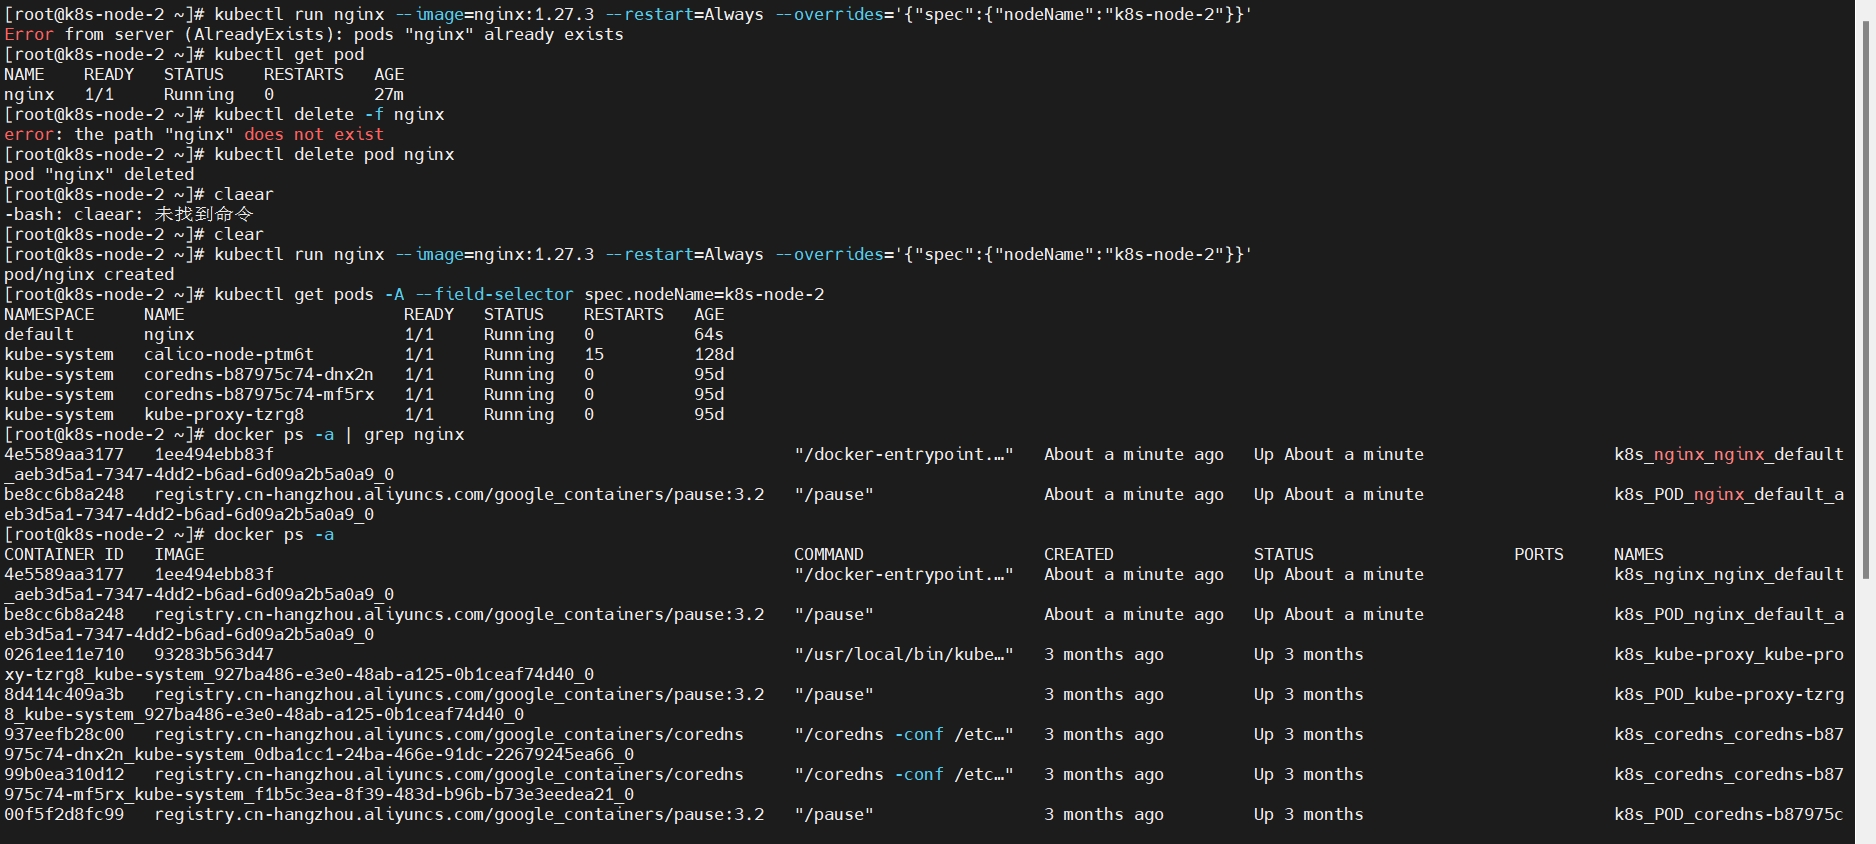 [root@k8s-node-2 ~]# kubectl run nginx --image=nginx:1.27.3 --restart=Always --overrides='{"spec":{"nodeName":"k8s-node-2"}}'
Error from server (AlreadyExists): pods "nginx" already exists
[root@k8s-node-2 ~]# kubectl get pod
NAME    READY   STATUS    RESTARTS   AGE
nginx   1/1     Running   0          27m
[root@k8s-node-2 ~]# kubectl delete -f nginx
error: the path "nginx" does not exist
[root@k8s-node-2 ~]# kubectl delete pod nginx
pod "nginx" deleted
[root@k8s-node-2 ~]# claear
-bash: claear: 未找到命令
[root@k8s-node-2 ~]# clear
[root@k8s-node-2 ~]# kubectl run nginx --image=nginx:1.27.3 --restart=Always --overrides='{"spec":{"nodeName":"k8s-node-2"}}'
pod/nginx created
[root@k8s-node-2 ~]# kubectl get pods -A --field-selector spec.nodeName=k8s-node-2
NAMESPACE     NAME                      READY   STATUS    RESTARTS   AGE
default       nginx                     1/1     Running   0          64s
kube-system   calico-node-ptm6t         1/1     Running   15         128d
kube-system   coredns-b87975c74-dnx2n   1/1     Running   0          95d
kube-system   coredns-b87975c74-mf5rx   1/1     Running   0          95d
kube-system   kube-proxy-tzrg8          1/1     Running   0          95d
[root@k8s-node-2 ~]# docker ps -a | grep nginx
4e5589aa3177   1ee494ebb83f   "/docker-entrypoint.…"   About a minute ago   Up About a minute   k8s_nginx_nginx_default
_aeb3d5a1-7347-4dd2-b6ad-6d09a2b5a0a9_0
be8cc6b8a248   registry.cn-hangzhou.aliyuncs.com/google_containers/pause:3.2   "/pause"   About a minute ago   Up About a minute   k8s_POD_nginx_default_a
eb3d5a1-7347-4dd2-b6ad-6d09a2b5a0a9_0
[root@k8s-node-2 ~]# docker ps -a
CONTAINER ID   IMAGE   COMMAND   CREATED   STATUS   PORTS   NAMES
4e5589aa3177   1ee494ebb83f   "/docker-entrypoint.…"   About a minute ago   Up About a minute   k8s_nginx_nginx_default
_aeb3d5a1-7347-4dd2-b6ad-6d09a2b5a0a9_0
be8cc6b8a248   registry.cn-hangzhou.aliyuncs.com/google_containers/pause:3.2   "/pause"   About a minute ago   Up About a minute   k8s_POD_nginx_default_a
eb3d5a1-7347-4dd2-b6ad-6d09a2b5a0a9_0
0261ee11e710   93283b563d47   "/usr/local/bin/kube…"   3 months ago   Up 3 months   k8s_kube-proxy_kube-pro
xy-tzrg8_kube-system_927ba486-e3e0-48ab-a125-0b1ceaf74d40_0
8d414c409a3b   registry.cn-hangzhou.aliyuncs.com/google_containers/pause:3.2   "/pause"   3 months ago   Up 3 months   k8s_POD_kube-proxy-tzrg
8_kube-system_927ba486-e3e0-48ab-a125-0b1ceaf74d40_0
937eefb28c00   registry.cn-hangzhou.aliyuncs.com/google_containers/coredns   "/coredns -conf /etc…"   3 months ago   Up 3 months   k8s_coredns_coredns-b87
975c74-dnx2n_kube-system_0dba1cc1-24ba-466e-91dc-22679245ea66_0
99b0ea310d12   registry.cn-hangzhou.aliyuncs.com/google_containers/coredns   "/coredns -conf /etc…"   3 months ago   Up 3 months   k8s_coredns_coredns-b87
975c74-mf5rx_kube-system_f1b5c3ea-8f39-483d-b96b-b73e3eedea21_0
00f5f2d8fc99   registry.cn-hangzhou.aliyuncs.com/google_containers/pause:3.2   "/pause"   3 months ago   Up 3 months   k8s_POD_coredns-b87975c